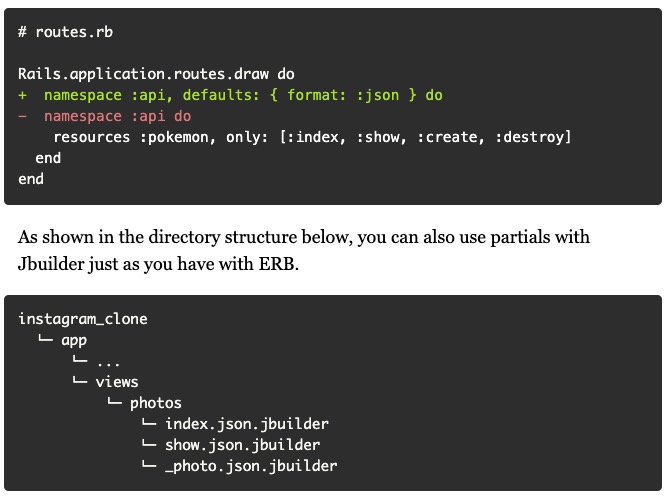 # routes.rb

Rails.application.routes.draw do
+  namespace :api, defaults: { format: :json } do
-  namespace :api do
    resources :pokemon, only: [:index, :show, :create, :destroy]
  end
end

As shown in the directory structure below, you can also use partials with
Jbuilder just as you have with ERB.

instagram_clone
  └─ app
      └─ ...
      └─ views
          └─ photos
              └─ index.json.jbuilder
              └─ show.json.jbuilder
              └─ _photo.json.jbuilder